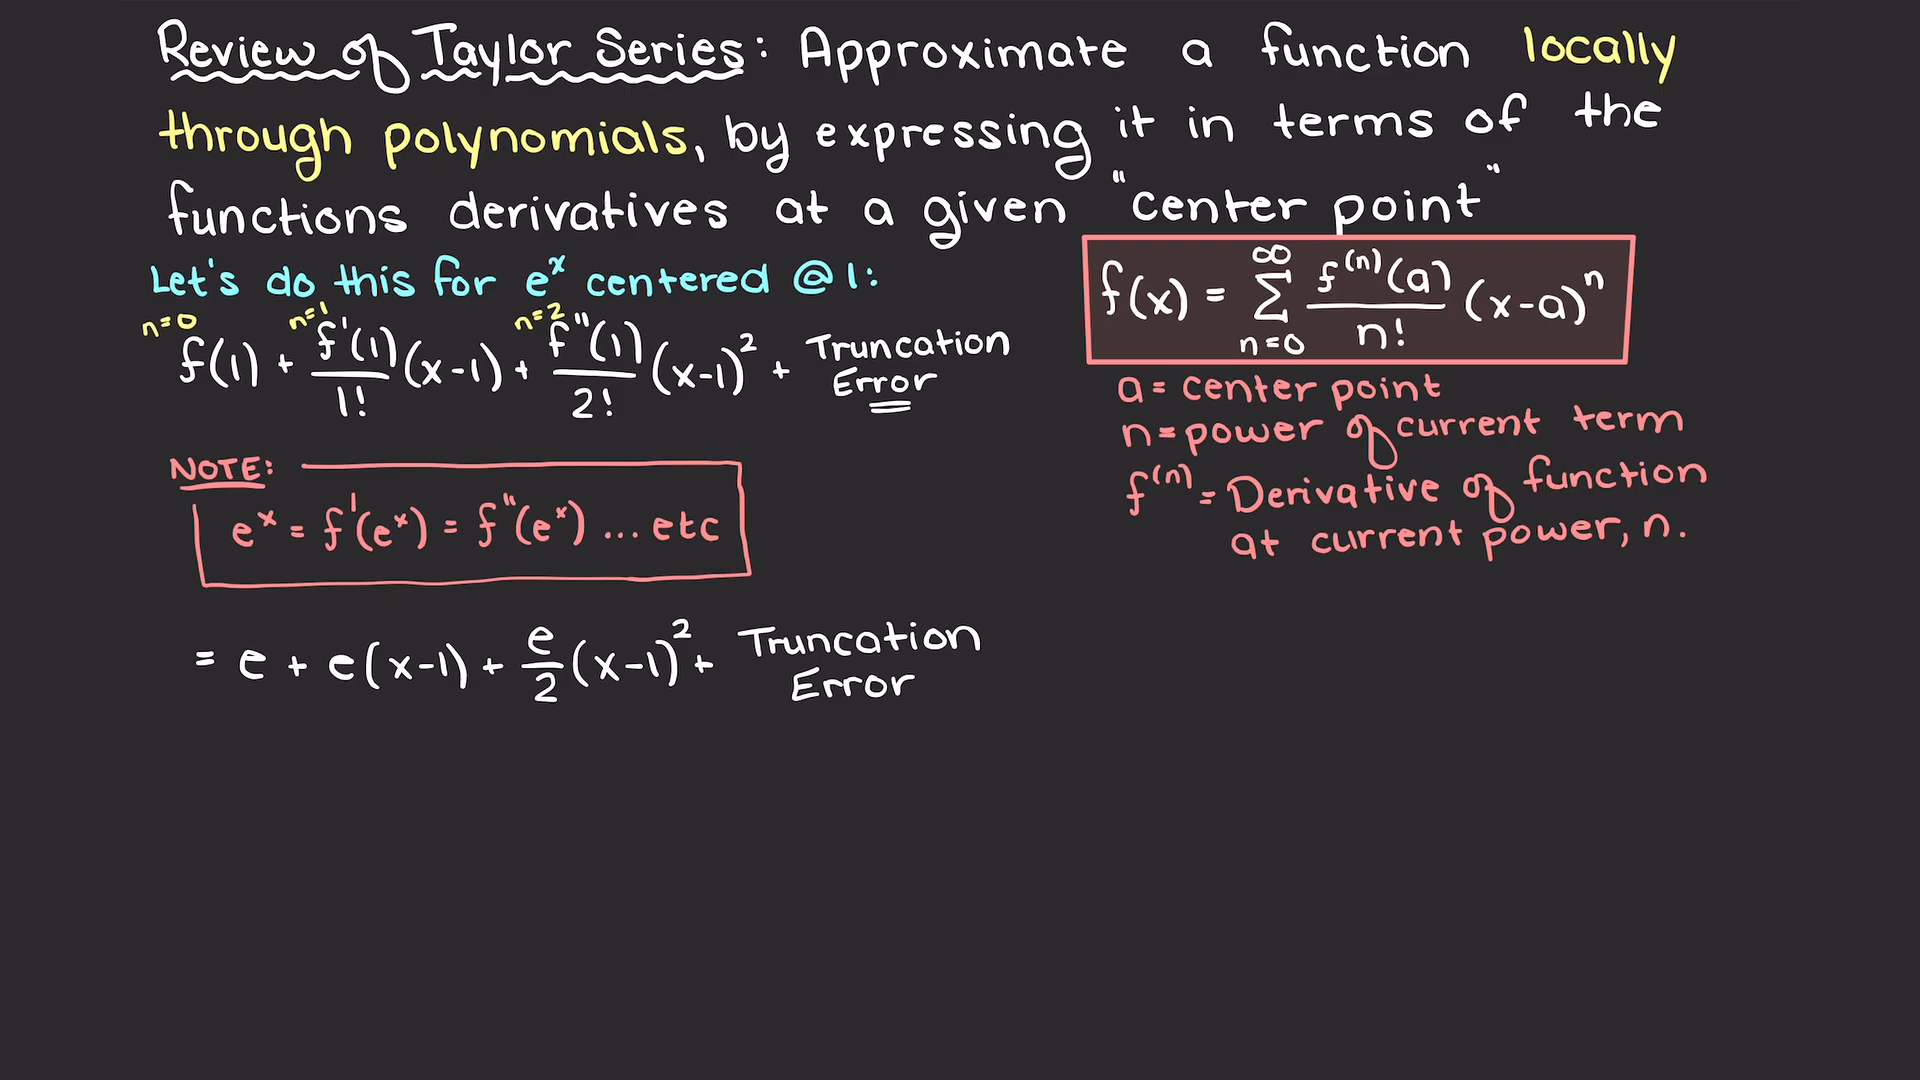 Review of Taylor Series: Approximate a function locally
through polynomials, by expressing it in terms of the
functions derivatives at a given "center point"
Let's do this for e^x centered @ 1:
f(x) = ∞ Σ n=0 f^(n)(a) / n! (x-a)^n
n=0 n=1 n=2
f(1) + f'(1)/1! (x-1) + f"(1)/2! (x-1)^2 + Truncation Error
a = center point
n = power of current term
f^(n) = Derivative of function
at current power, n.
NOTE:
e^x = f'(e^x) = f"(e^x) ... etc
= e + e(x-1) + e/2 (x-1)^2 + Truncation Error